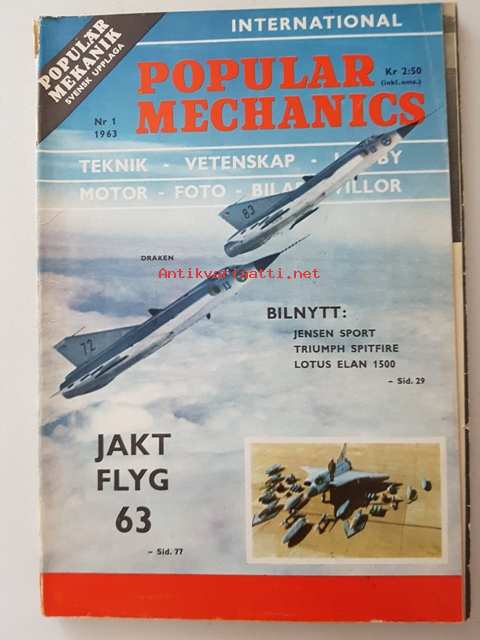 POPULÄR
MEKANIK
SVENSK UPPLAGA
INTERNATIONAL
POPULAR
MECHANICS
Kr 2:50
(inkl. oms.)
Nr 1
1963
TEKNIK - VETENSKAP -
MOTOR - FOTO - BILAR - VILLOR
83
DRAKEN
Antikvariaatti.net
72
BILNYTT:
JENSEN SPORT
TRIUMPH SPITFIRE
LOTUS ELAN 1500
– Sid. 29
JAKT
FLYG
63
– Sid. 77